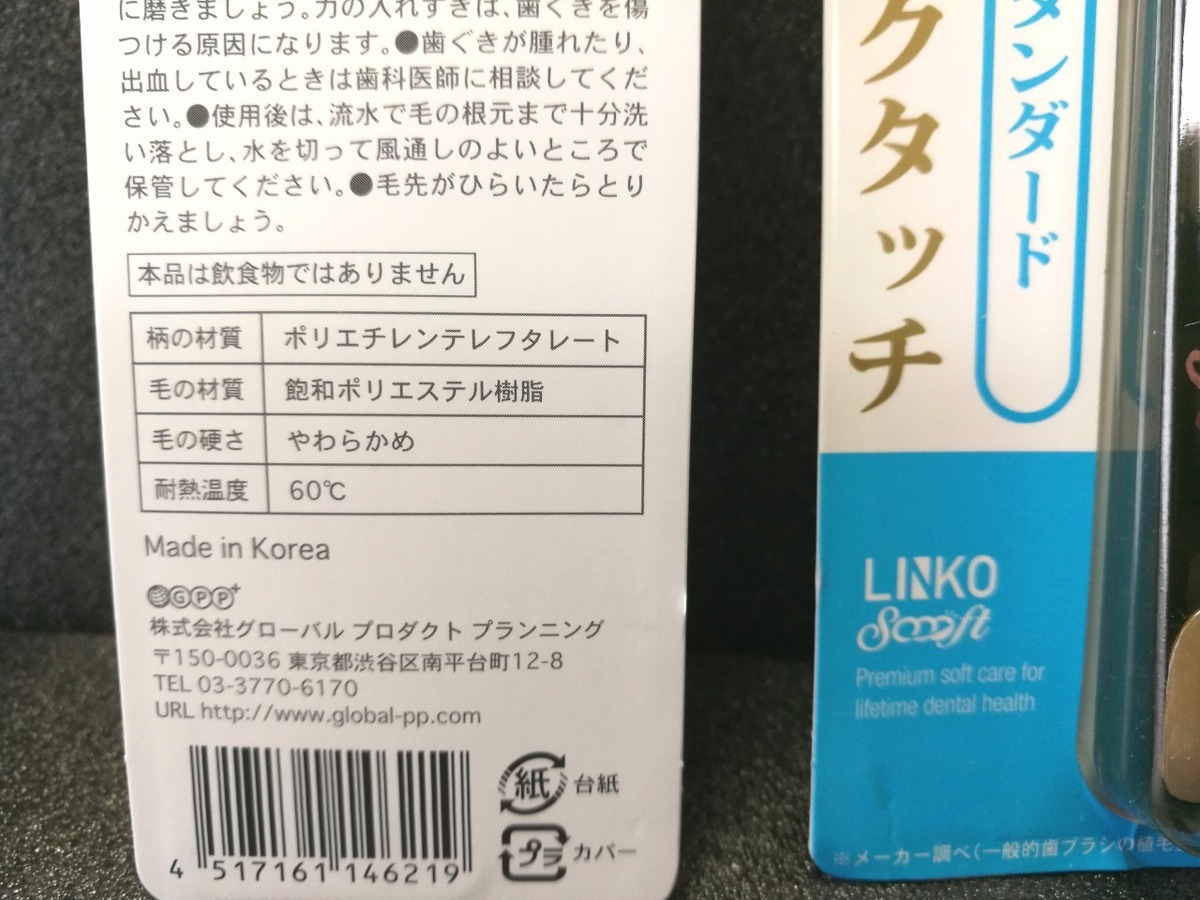 に磨きましょう。力の入れすぎは、歯ぐきを傷
つける原因になります。●歯ぐきが腫れたり、
出血しているときは歯科医師に相談してくだ
さい。●使用後は、流水で毛の根元まで十分洗
い落とし、水を切って風通しのよいところで
保管してください。●毛先がひらいたらとり
かえましょう。
本品は飲食物ではありません
柄の材質 ポリエチレンテレフタレート
毛の材質 飽和ポリエステル樹脂
毛の硬さ やわらかめ
耐熱温度 60℃
Made in Korea
GPP+
株式会社グローバル プロダクト プランニング
〒150-0036 東京都渋谷区南平台町12-8
TEL 03-3770-6170
URL http://www.global-pp.com
4 517161 146219
紙 台紙
プラ カバー
クタッチ
タンダード
LINKO
Sooft
Premium soft care for
lifetime dental health
※メーカー調べ(一般的歯ブラシの植毛